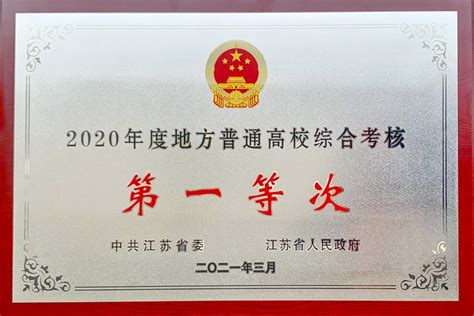 2020年度地方普通高校综合考核
第一等次
中共江苏省委 江苏省人民政府
二〇二一年三月